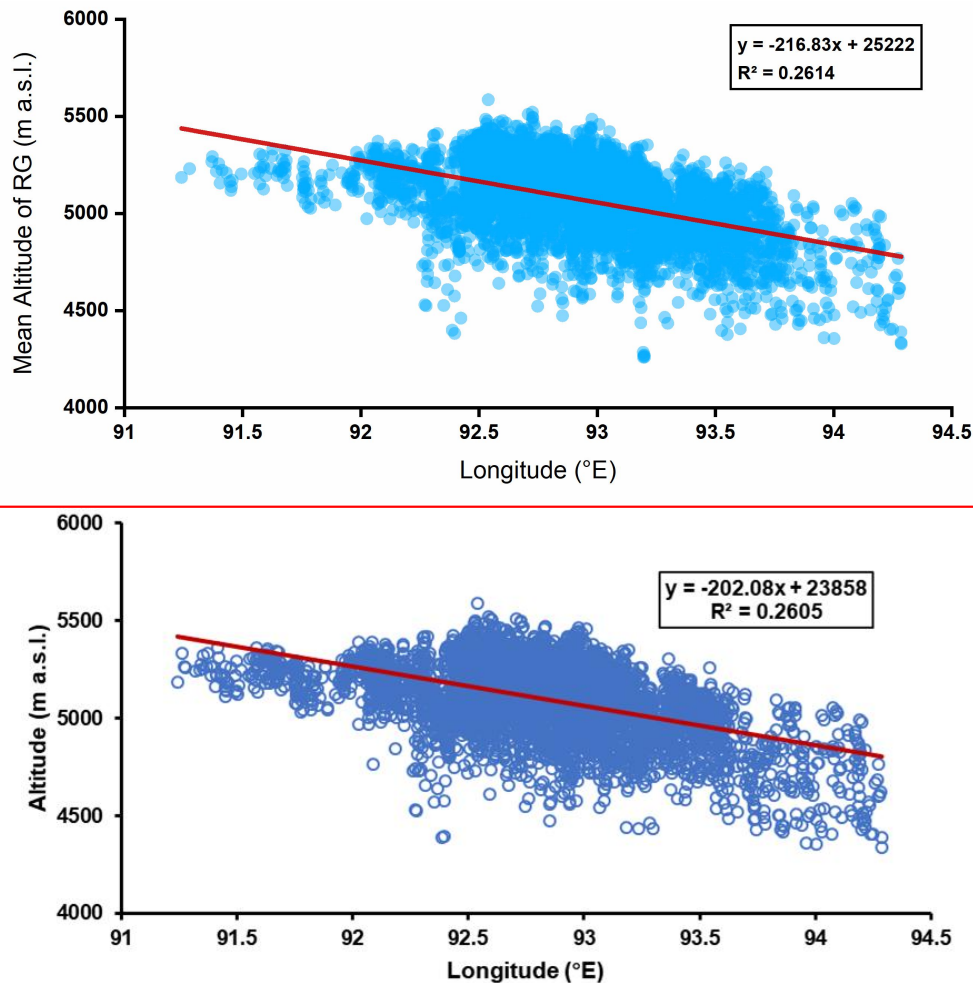 6000
y = -216.83x + 25222
R² = 0.2614
5500
5000
4500
4000
Mean Altitude of RG (m a.s.l.)
91 91.5 92 92.5 93 93.5 94 94.5
Longitude (°E)
6000
y = -202.08x + 23858
R² = 0.2605
5500
5000
4500
4000
Altitude (m a.s.l.)
91 91.5 92 92.5 93 93.5 94 94.5
Longitude (°E)